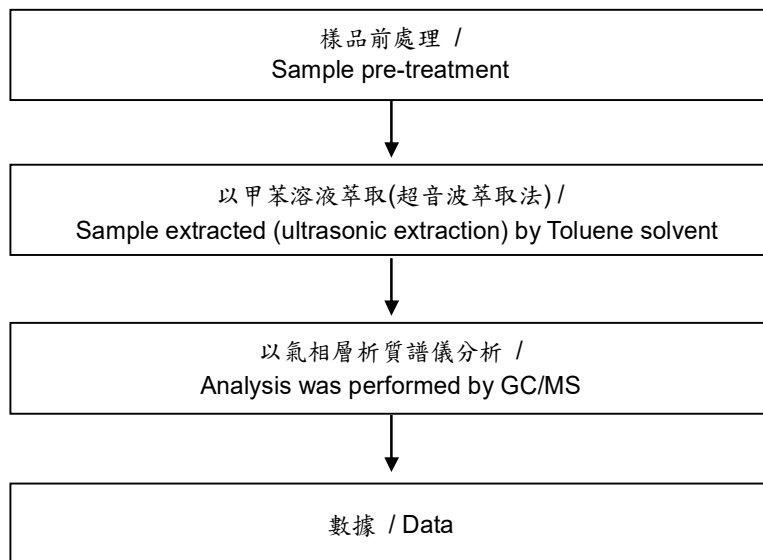 樣品前處理 /
Sample pre-treatment
以甲苯溶液萃取(超音波萃取法) /
Sample extracted (ultrasonic extraction) by Toluene solvent
以氣相層析質譜儀分析 /
Analysis was performed by GC/MS
數據 / Data